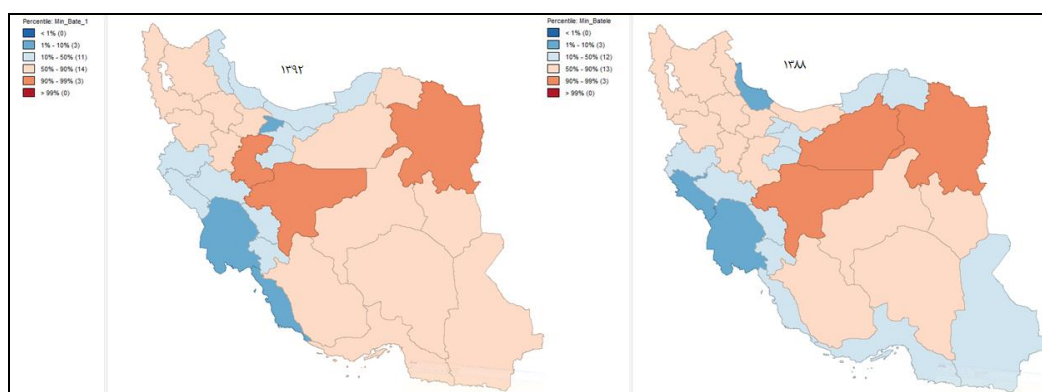 Percentile: Min_Bate_1
< 1% (0)
1% - 10% (3)
10% - 50% (11)
50% - 90% (14)
90% - 99% (3)
> 99% (0)
۱۳۹۲
Percentile: Min_Batele
< 1% (0)
1% - 10% (3)
10% - 50% (12)
50% - 90% (13)
90% - 99% (3)
> 99% (0)
۱۳۸۸